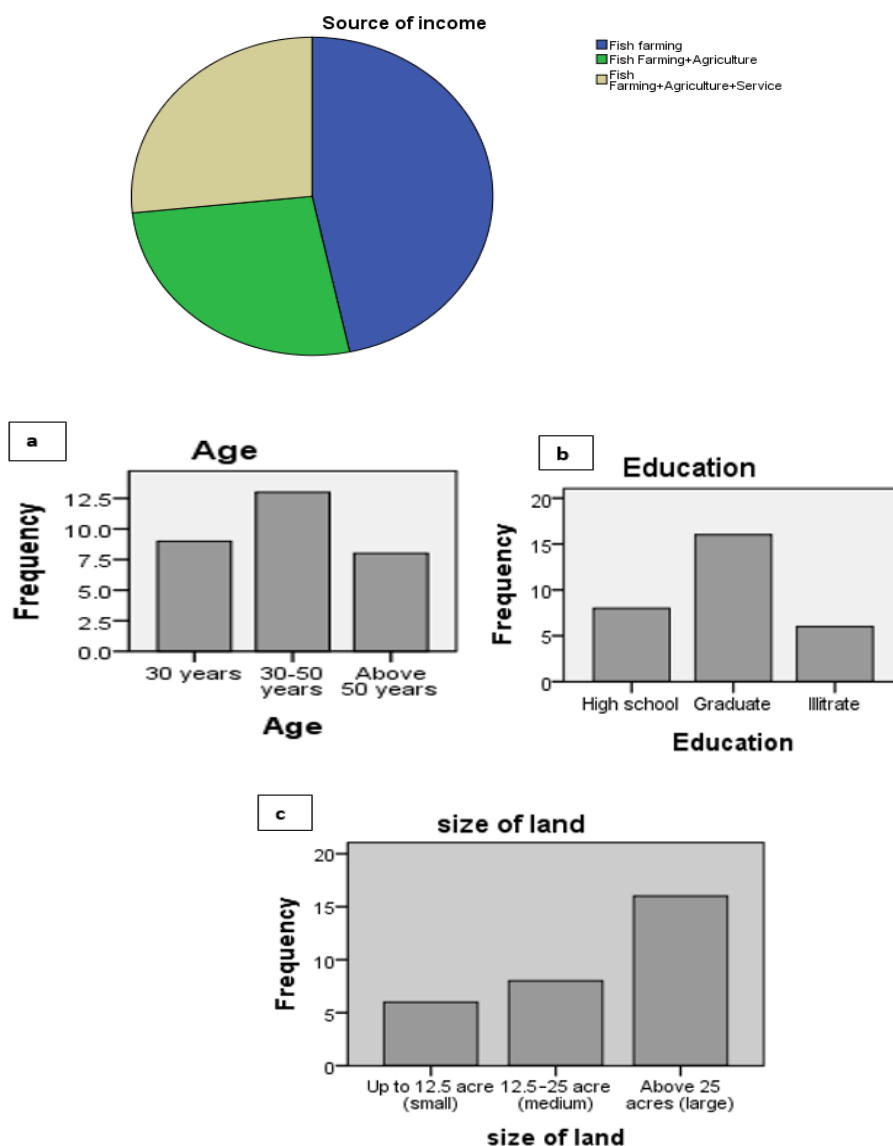 Source of income
Fish farming
Fish Farming+Agriculture
Fish
Farming+Agriculture+Service
a
Age
Frequency
12.5
10.0
7.5
5.0
2.5
0.0
30 years
30-50
years
Above
50 years
Age
b
Education
Frequency
20
15
10
5
0
High school
Graduate
Illitrate
Education
c
size of land
Frequency
20
15
10
5
0
Up to 12.5 acre
(small)
12.5-25 acre
(medium)
Above 25
acres (large)
size of land